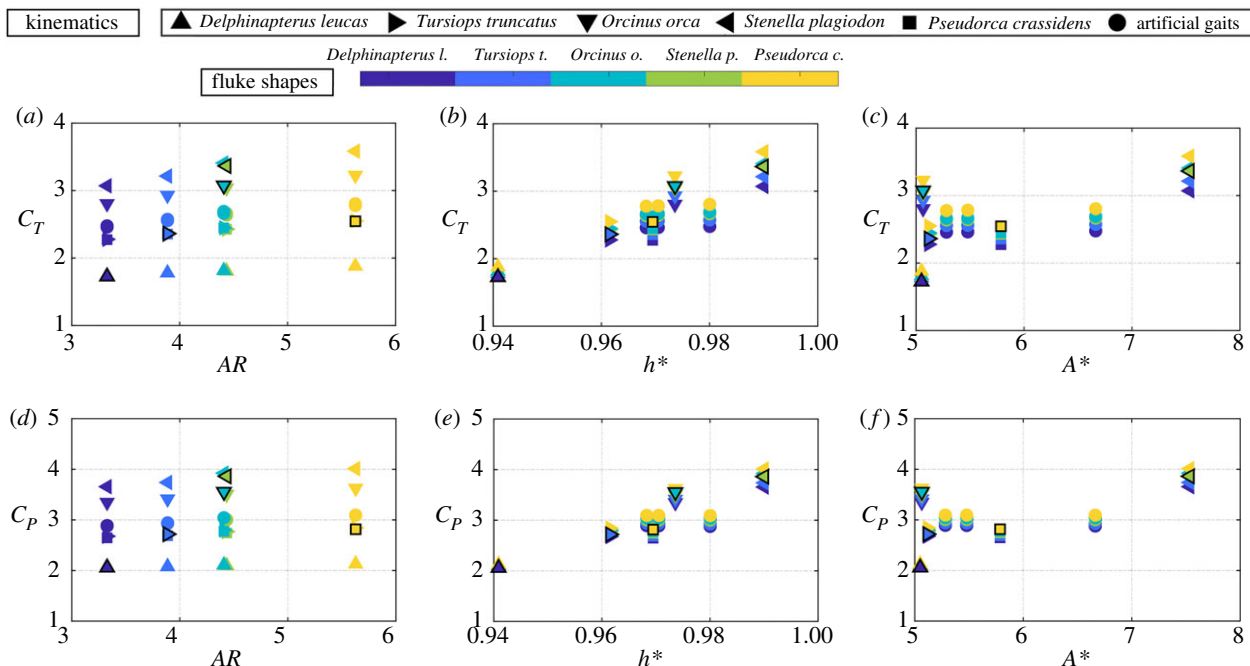 kinematics Delphinapterus leucas Tursiops truncatus Orcinus orca Stenella plagiodon Pseudorca crassidens artificial gaits
Delphinapterus l. Tursiops t. Orcinus o. Stenella p. Pseudorca c.
fluke shapes
(a) (b) (c)
4 4 4
3 3 3
C_T C_T C_T
2 2 2
1 1 1
3 4 5 6 0.94 0.96 0.98 1.00 5 6 7 8
AR h* A*
(d) (e) (f)
5 5 5
4 4 4
C_P C_P C_P
3 3 3
2 2 2
1 1 1
3 4 5 6 0.94 0.96 0.98 1.00 5 6 7 8
AR h* A*